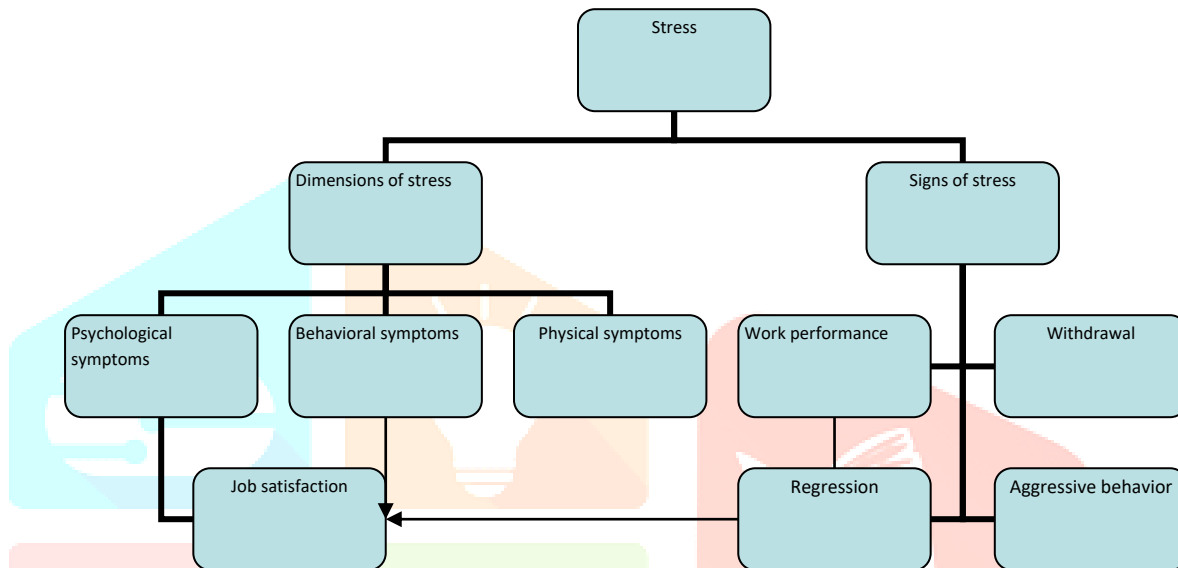 Stress
Dimensions of stress
Signs of stress
Psychological
symptoms
Behavioral symptoms
Physical symptoms
Work performance
Withdrawal
Job satisfaction
Regression
Aggressive behavior